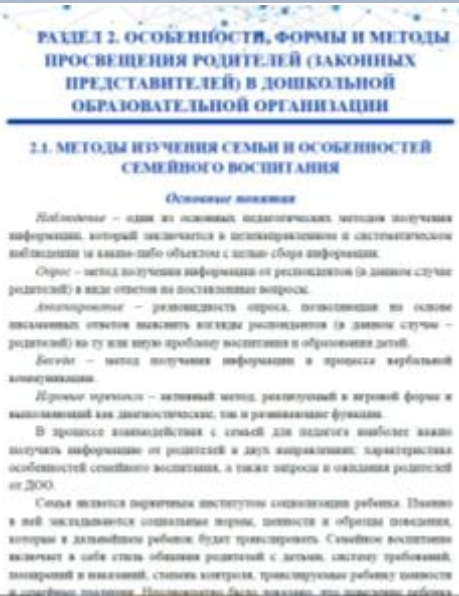 РАЗДЕЛ 2. ОСОБЕННОСТИ, ФОРМЫ И МЕТОДЫ
ПРОСВЕЩЕНИЯ РОДИТЕЛЕЙ (ЗАКОННЫХ
ПРЕДСТАВИТЕЛЕЙ) В ДОШКОЛЬНОЙ
ОБРАЗОВАТЕЛЬНОЙ ОРГАНИЗАЦИИ
2.1. МЕТОДЫ ИЗУЧЕНИЯ СЕМЬИ И ОСОБЕННОСТЕЙ
СЕМЕЙНОГО ВОСПИТАНИЯ
Основные понятия
Наблюдение – один из основных педагогических методов получения
информации, который заключается в целенаправленном и систематическом
наблюдении за каким-либо объектом с целью сбора информации.
Опрос – метод получения информации от респондентов (в данном случае
родителей) в виде ответов на поставленные вопросы.
Анкетирование – разновидность опроса, позволяющая на основе
письменных ответов выяснить взгляды респондентов (в данном случае –
родителей) на ту или иную проблему воспитания и образования детей.
Беседа – метод получения информации в процессе вербальной
коммуникации.
Игровые тренинги – активный метод, реализуемый в игровой форме и
выполняющий как диагностические, так и развивающие функции.
В процессе взаимодействия с семьей для педагога наиболее важно
получить информацию от родителей в двух направлениях: характеристика
особенностей семейного воспитания, а также запросы и ожидания родителей
от ДОО.
Семья является первичным институтом социализации ребенка. Именно
в ней закладываются социальные нормы, ценности и образцы поведения,
которые в дальнейшем ребенок будет транслировать. Семейное воспитание
включает в себя стиль общения родителей с детьми, систему требований,
поощрений и наказаний, степень контроля, транслируемые ребенку ценности
и семейные традиции.